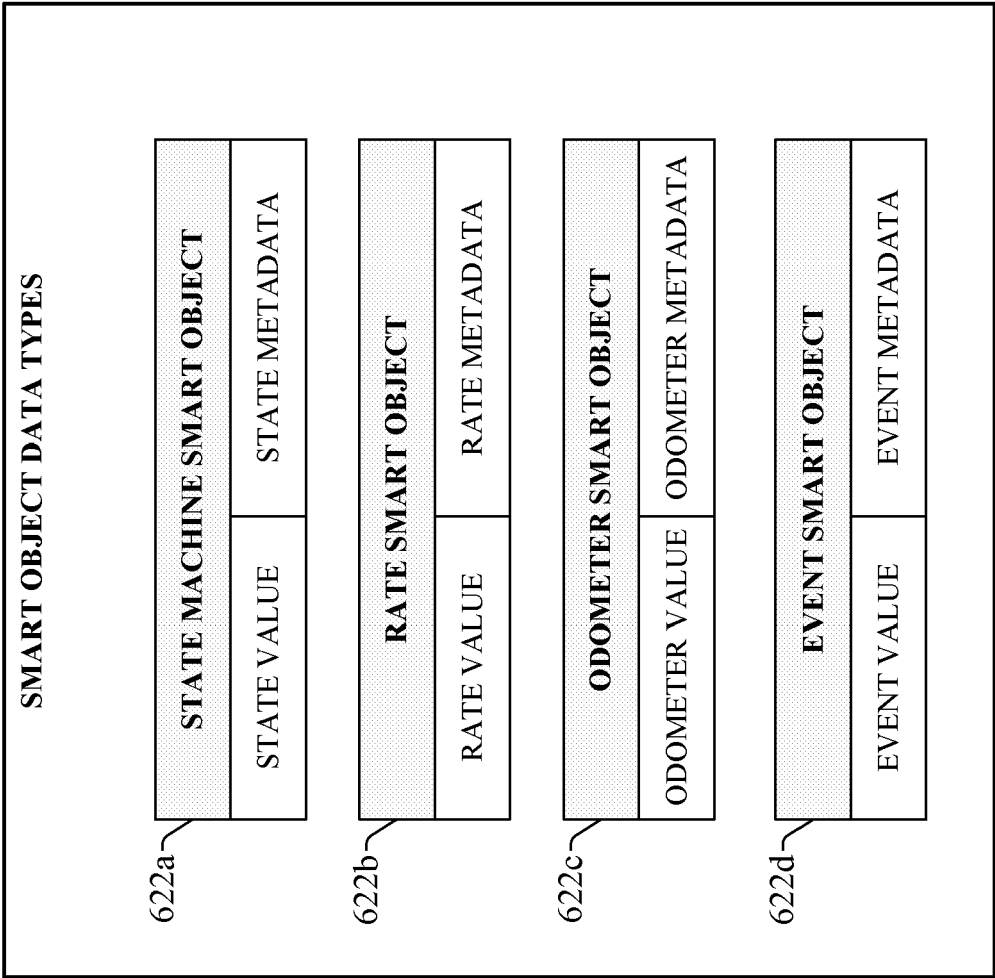 SMART OBJECT DATA TYPES
622a
STATE MACHINE SMART OBJECT
STATE VALUE
STATE METADATA
622b
RATE SMART OBJECT
RATE VALUE
RATE METADATA
622c
ODOMETER SMART OBJECT
ODOMETER VALUE
ODOMETER METADATA
622d
EVENT SMART OBJECT
EVENT VALUE
EVENT METADATA